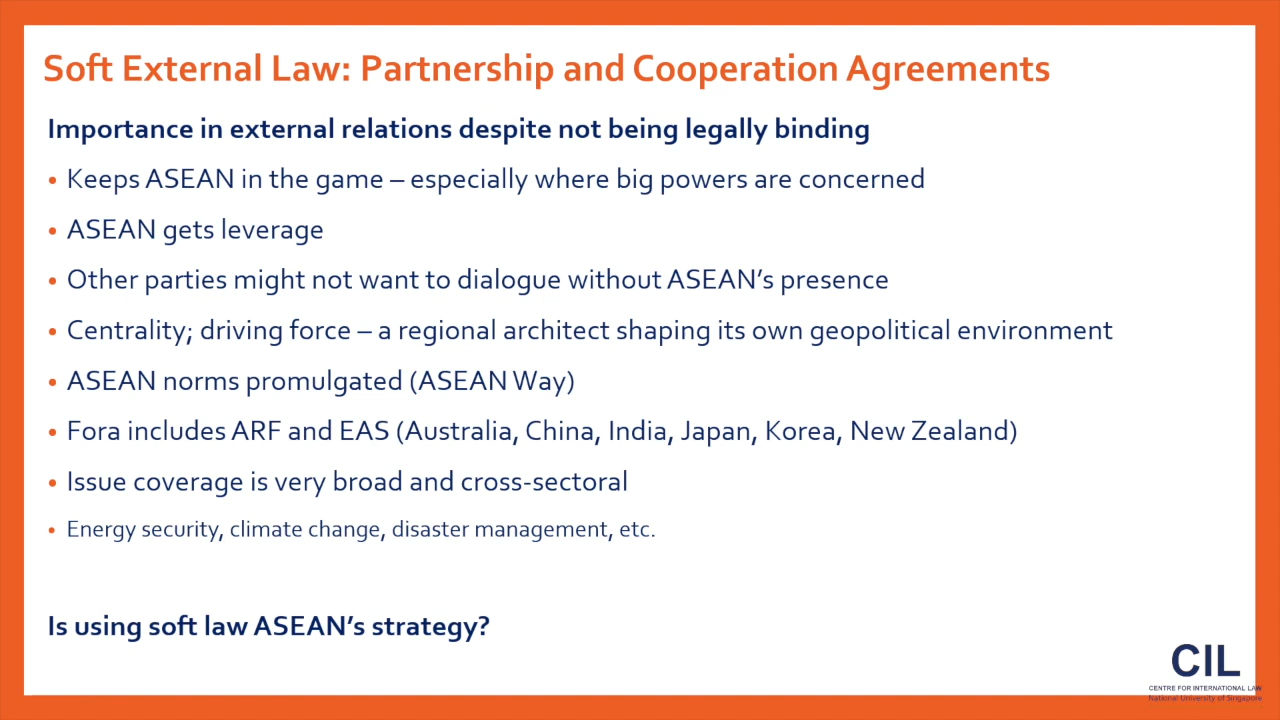 Soft External Law: Partnership and Cooperation Agreements
Importance in external relations despite not being legally binding
• Keeps ASEAN in the game – especially where big powers are concerned
• ASEAN gets leverage
• Other parties might not want to dialogue without ASEAN’s presence
• Centrality; driving force – a regional architect shaping its own geopolitical environment
• ASEAN norms promulgated (ASEAN Way)
• Fora includes ARF and EAS (Australia, China, India, Japan, Korea, New Zealand)
• Issue coverage is very broad and cross-sectoral
• Energy security, climate change, disaster management, etc.
Is using soft law ASEAN’s strategy?
CIL
CENTRE FOR INTERNATIONAL LAW
National University of Singapore